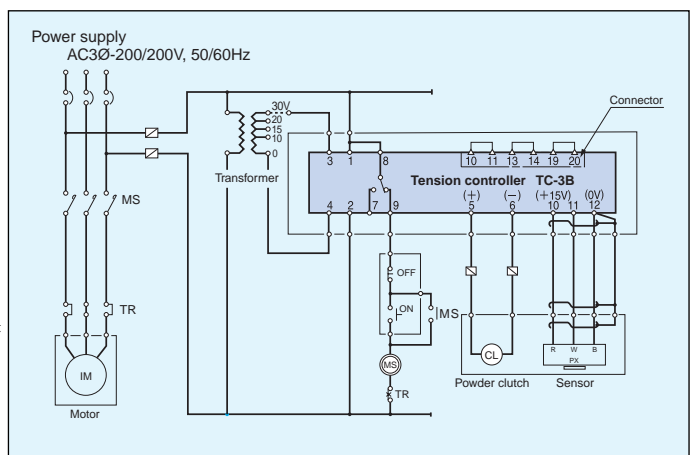 Power supply
AC3Ø-200/200V, 50/60Hz
Connector
30V
20
15
10
0
Transformer
3 1 8 10 11 13 14 19 20
Tension controller TC-3B
(+) (−) (+15V) (0V)
4 2 7 9 5 6 10 11 12
MS
OFF
ON
MS
TR
R W B
PX
IM
CL
MS
TR
Motor
Powder clutch
Sensor